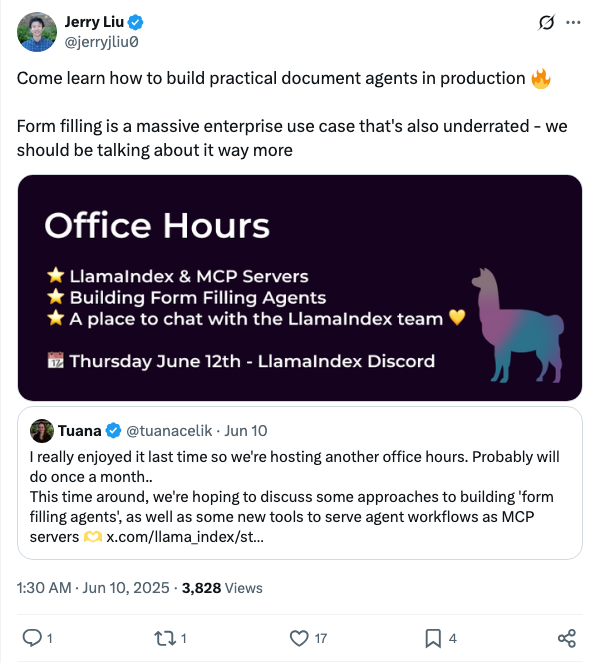 Jerry Liu
@jerryjliu0
Come learn how to build practical document agents in production 🔥
Form filling is a massive enterprise use case that's also underrated - we
should be talking about it way more
Office Hours
⭐ LlamaIndex & MCP Servers
⭐ Building Form Filling Agents
⭐ A place to chat with the LlamaIndex team 💛
📆 Thursday June 12th - LlamaIndex Discord
Tuana @tuanacelik · Jun 10
I really enjoyed it last time so we're hosting another office hours. Probably will
do once a month..
This time around, we're hoping to discuss some approaches to building 'form
filling agents', as well as some new tools to serve agent workflows as MCP
servers 🫶 x.com/llama_index/st…
1:30 AM · Jun 10, 2025 · 3,828 Views
1 1 17 4